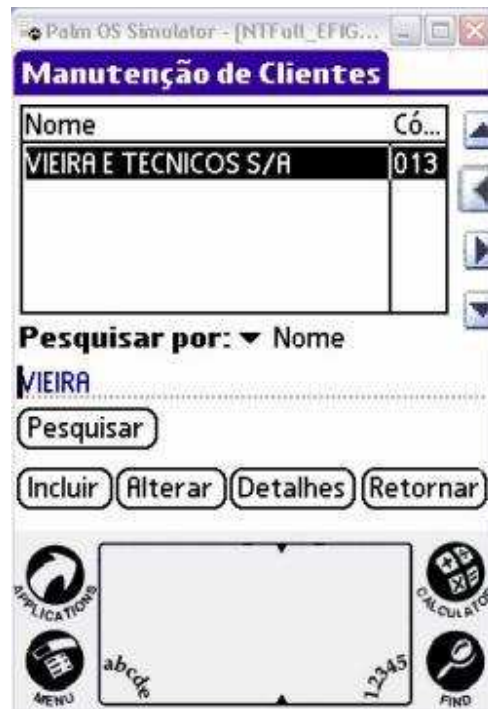 Palm OS Simulator - [NTFull_EFIG...
Manutenção de Clientes
Nome Có...
VIEIRA E TECNICOS S/A 013
Pesquisar por: Nome
VIEIRA
Pesquisar
Incluir Alterar Detalhes Retornar
APPLICATIONS CALCULATOR
abcde 12345
MENU FIND